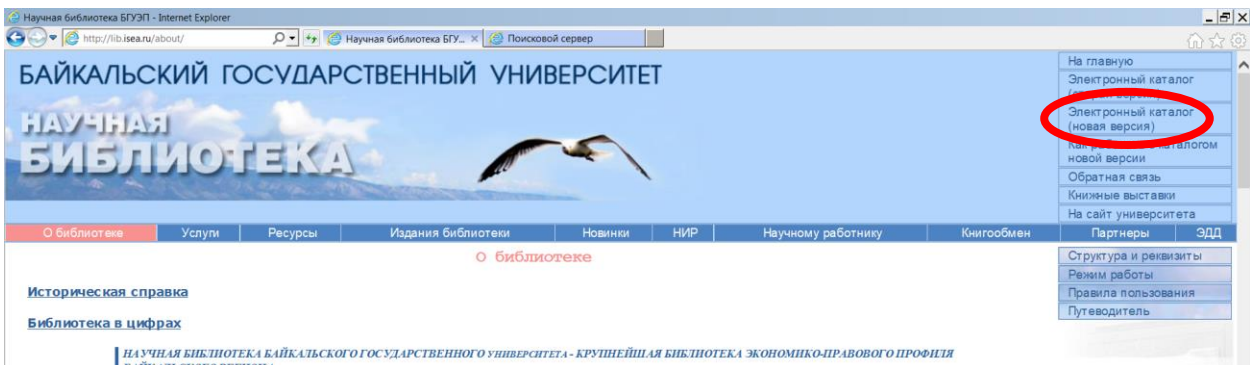 Научная библиотека БГУЭП - Internet Explorer
http://lib.isea.ru/about/
Научная библиотека БГУ...
Поисковой сервер
БАЙКАЛЬСКИЙ ГОСУДАРСТВЕННЫЙ УНИВЕРСИТЕТ
НАУЧНАЯ
БИБЛИОТЕКА
На главную
Электронный каталог
Электронный каталог
(новая версия)
каталогом
новой версии
Обратная связь
Книжные выставки
На сайт университета
О библиотеке Услуги Ресурсы Издания библиотеки Новинки НИР Научному работнику Книгообмен Партнеры ЭДД
О библиотеке
Структура и реквизиты
Режим работы
Правила пользования
Путеводитель
Историческая справка
Библиотека в цифрах
НАУЧНАЯ БИБЛИОТЕКА БАЙКАЛЬСКОГО ГОСУДАРСТВЕННОГО УНИВЕРСИТЕТА - КРУПНЕЙШАЯ БИБЛИОТЕКА ЭКОНОМИКО-ПРАВОВОГО ПРОФИЛЯ